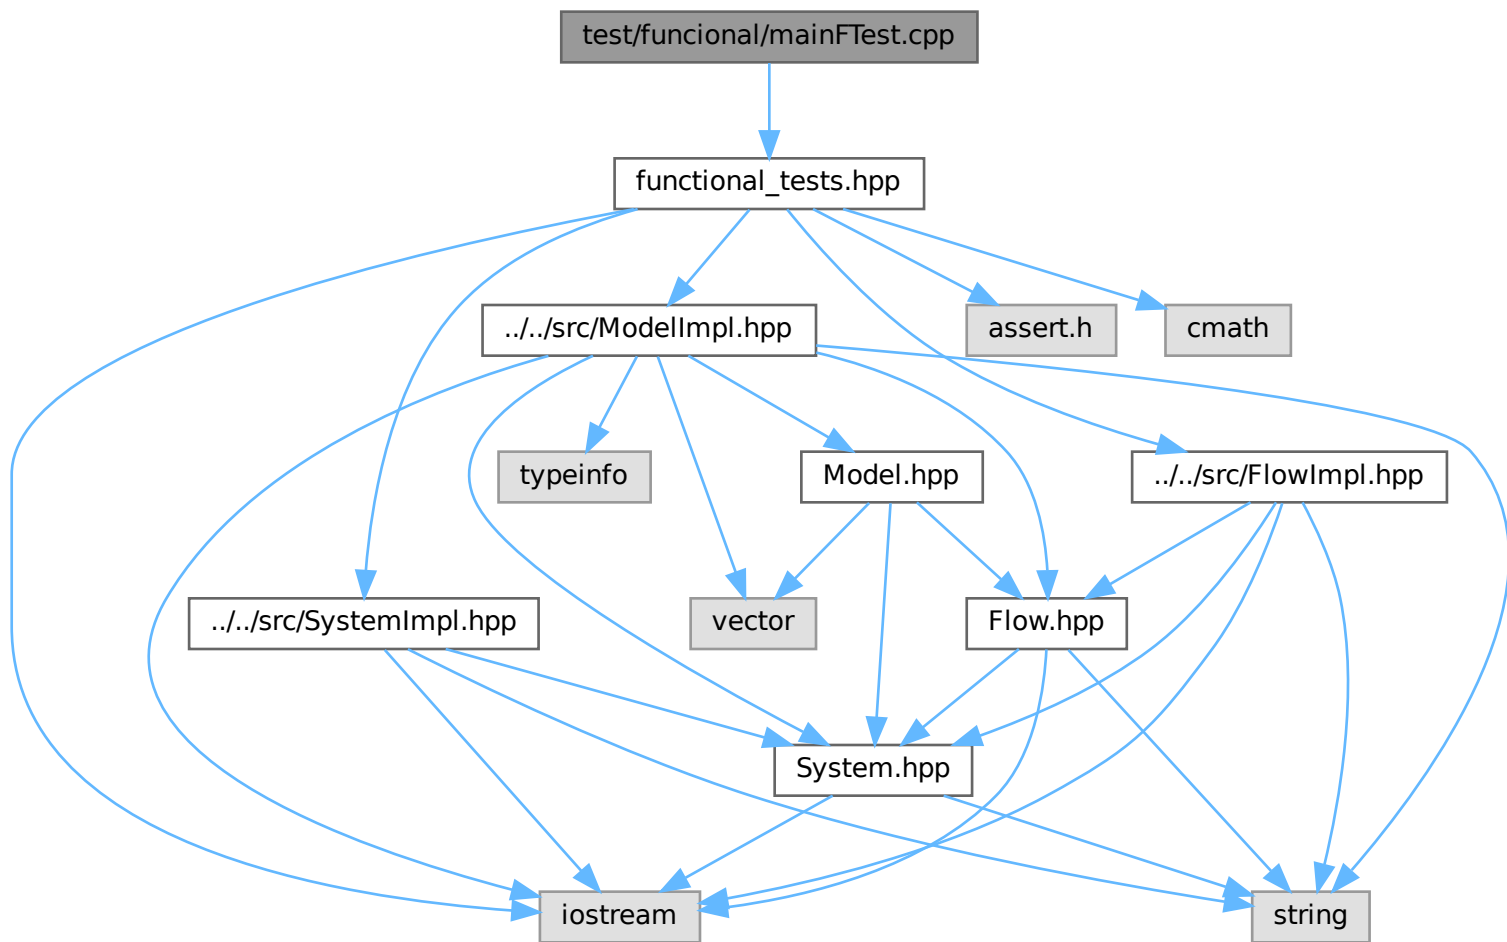 test/funcional/mainFTest.cpp
functional_tests.hpp
../../src/ModelImpl.hpp
assert.h
cmath
typeinfo
Model.hpp
../../src/FlowImpl.hpp
../../src/SystemImpl.hpp
vector
Flow.hpp
System.hpp
iostream
string